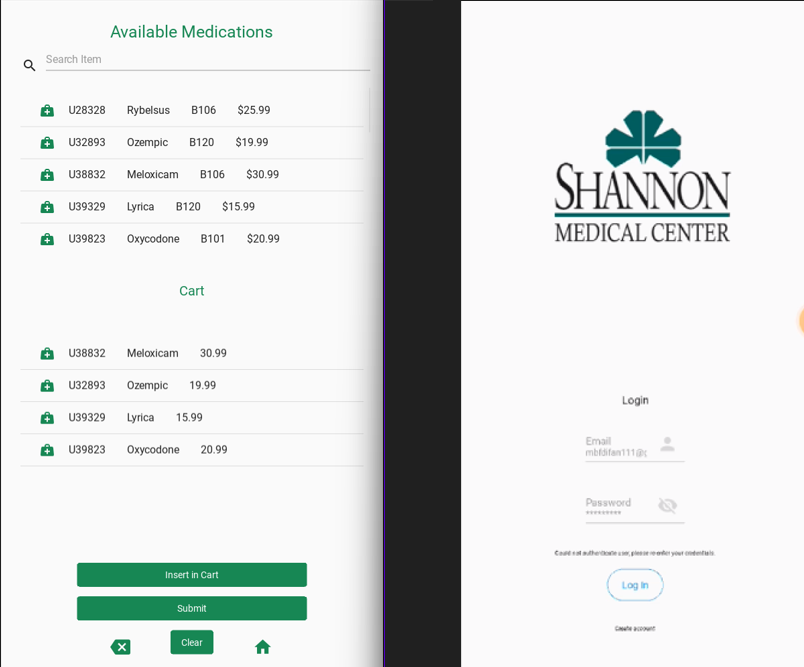 Available Medications
Search Item
U28328 Rybelsus B106 $25.99
U32893 Ozempic B120 $19.99
U38832 Meloxicam B106 $30.99
U39329 Lyrica B120 $15.99
U39823 Oxycodone B101 $20.99
Cart
U38832 Meloxicam 30.99
U32893 Ozempic 19.99
U39329 Lyrica 15.99
U39823 Oxycodone 20.99
Insert in Cart
Submit
Clear
SHANNON
MEDICAL CENTER
Login
Email
mbfdifan111@g
Password
*********
Could not authenticate user, please re-enter your credentials.
Log In
Create account